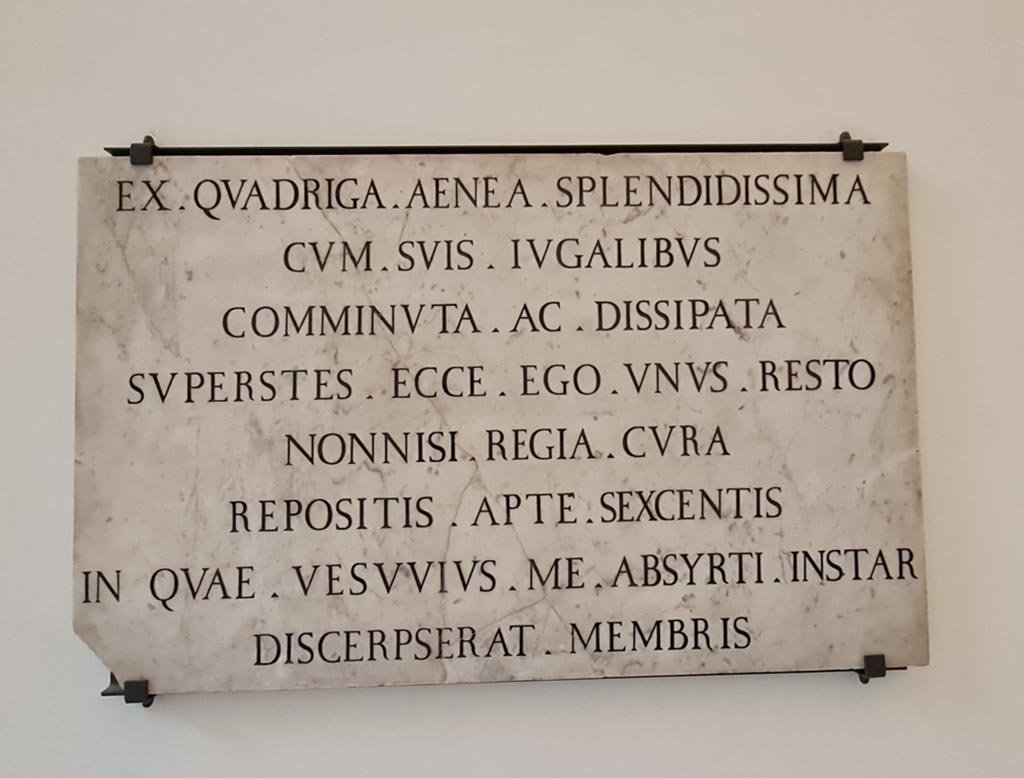 EX . QVADRIGA . AENEA . SPLENDIDISSIMA
CVM . SVIS . IVGALIBVS
COMMINVTA . AC . DISSIPATA
SVPERSTES . ECCE . EGO . VNVS . RESTO
NONNISI . REGIA . CVRA
REPOSITIS . APTE . SEXCENTIS
IN QVAE . VESVVIVS . ME . ABSYRTI . INSTAR
DISCERPSERAT . MEMBRIS